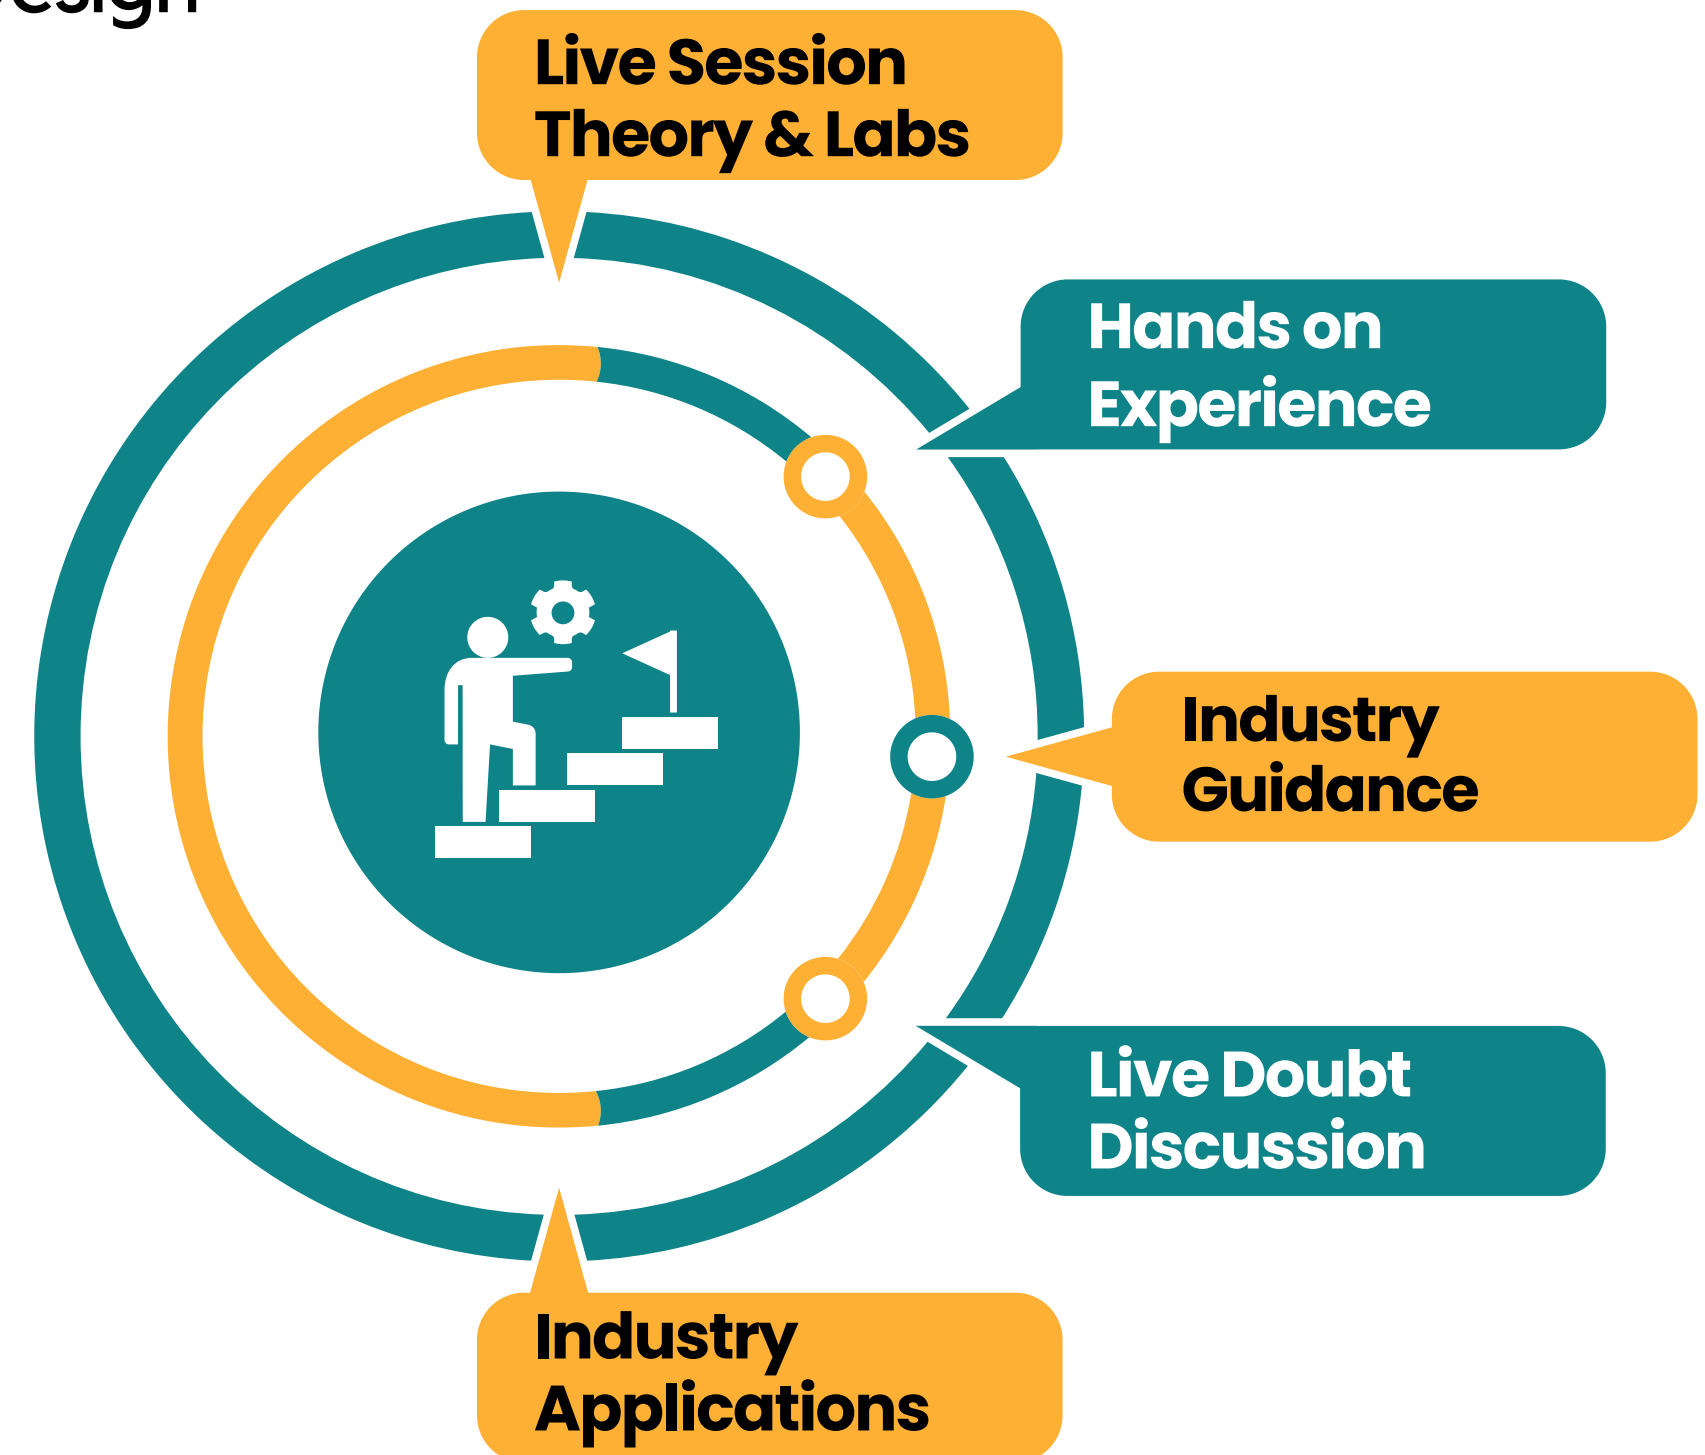 Live Session
Theory & Labs
Hands on
Experience
Industry
Guidance
Live Doubt
Discussion
Industry
Applications